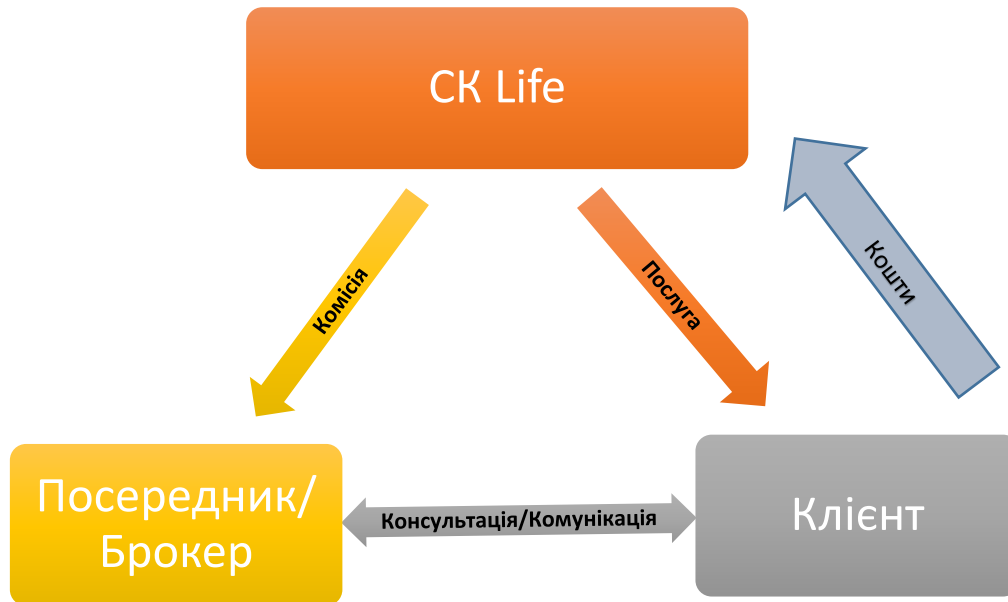 СК Life
Комісія
Послуга
Кошти
Посередник/
Брокер
Консультація/Комунікація
Клієнт